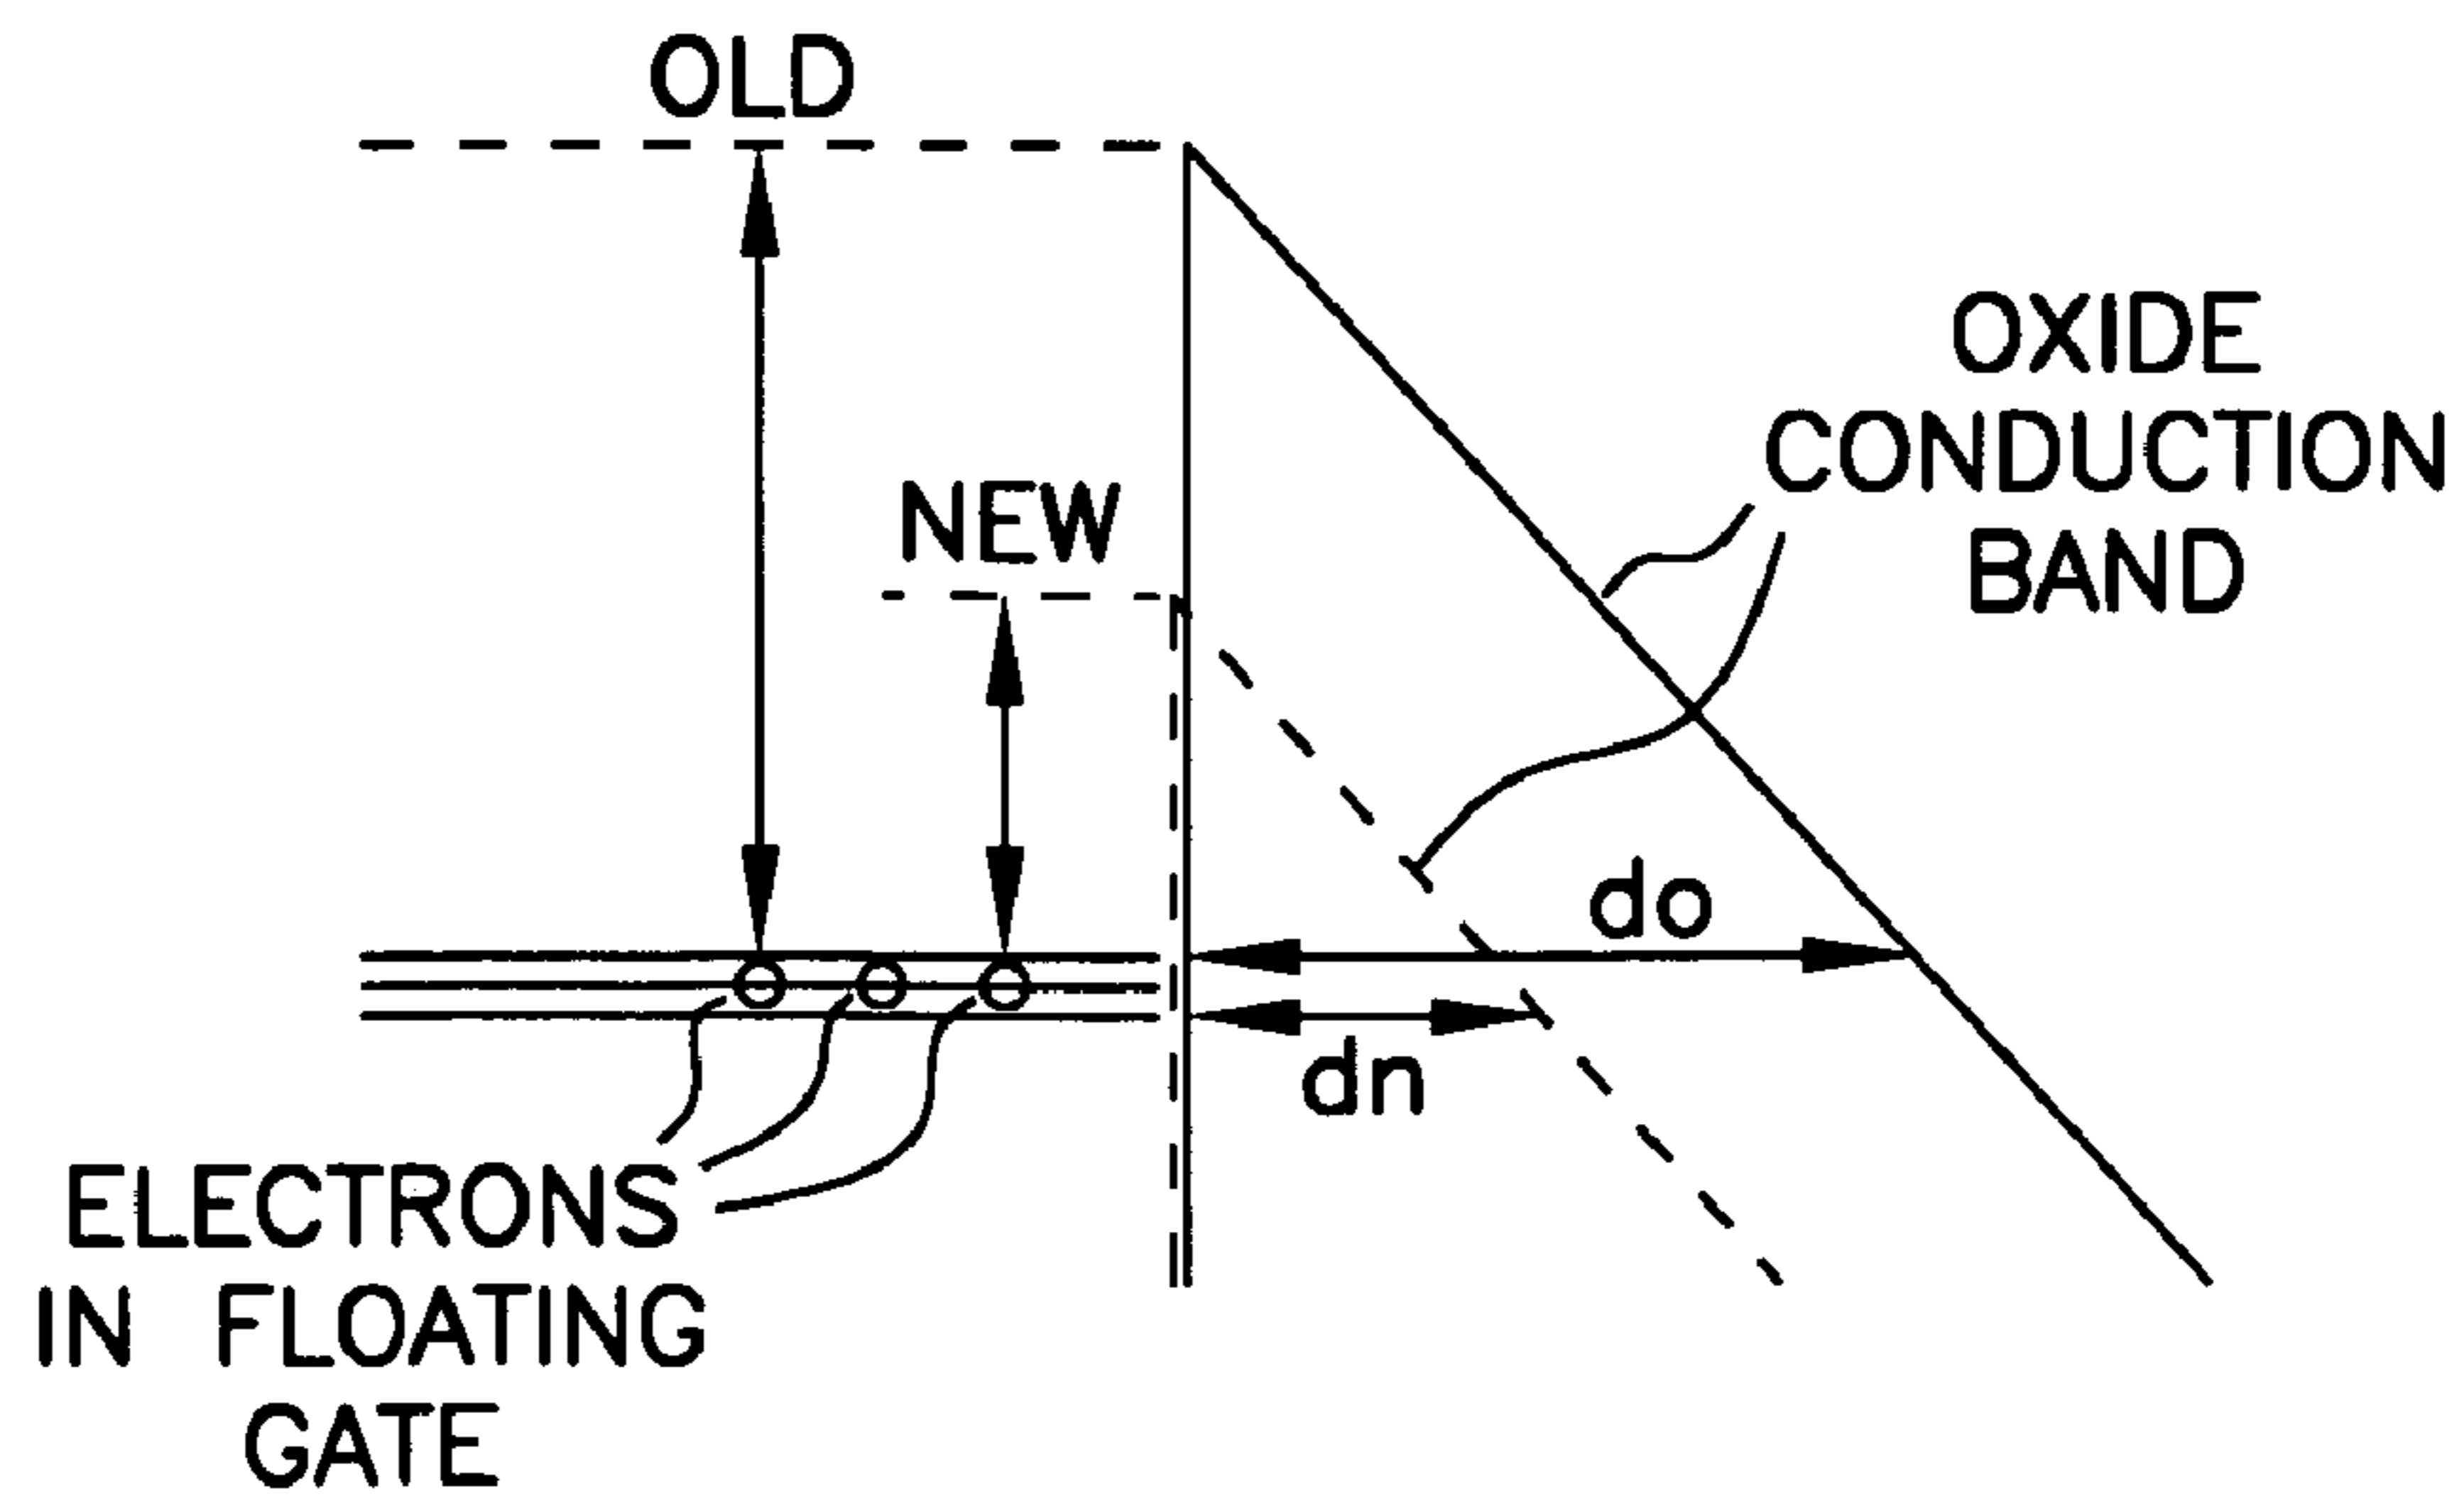 OLD
NEW
OXIDE
CONDUCTION
BAND
do
dn
ELECTRONS
IN FLOATING
GATE